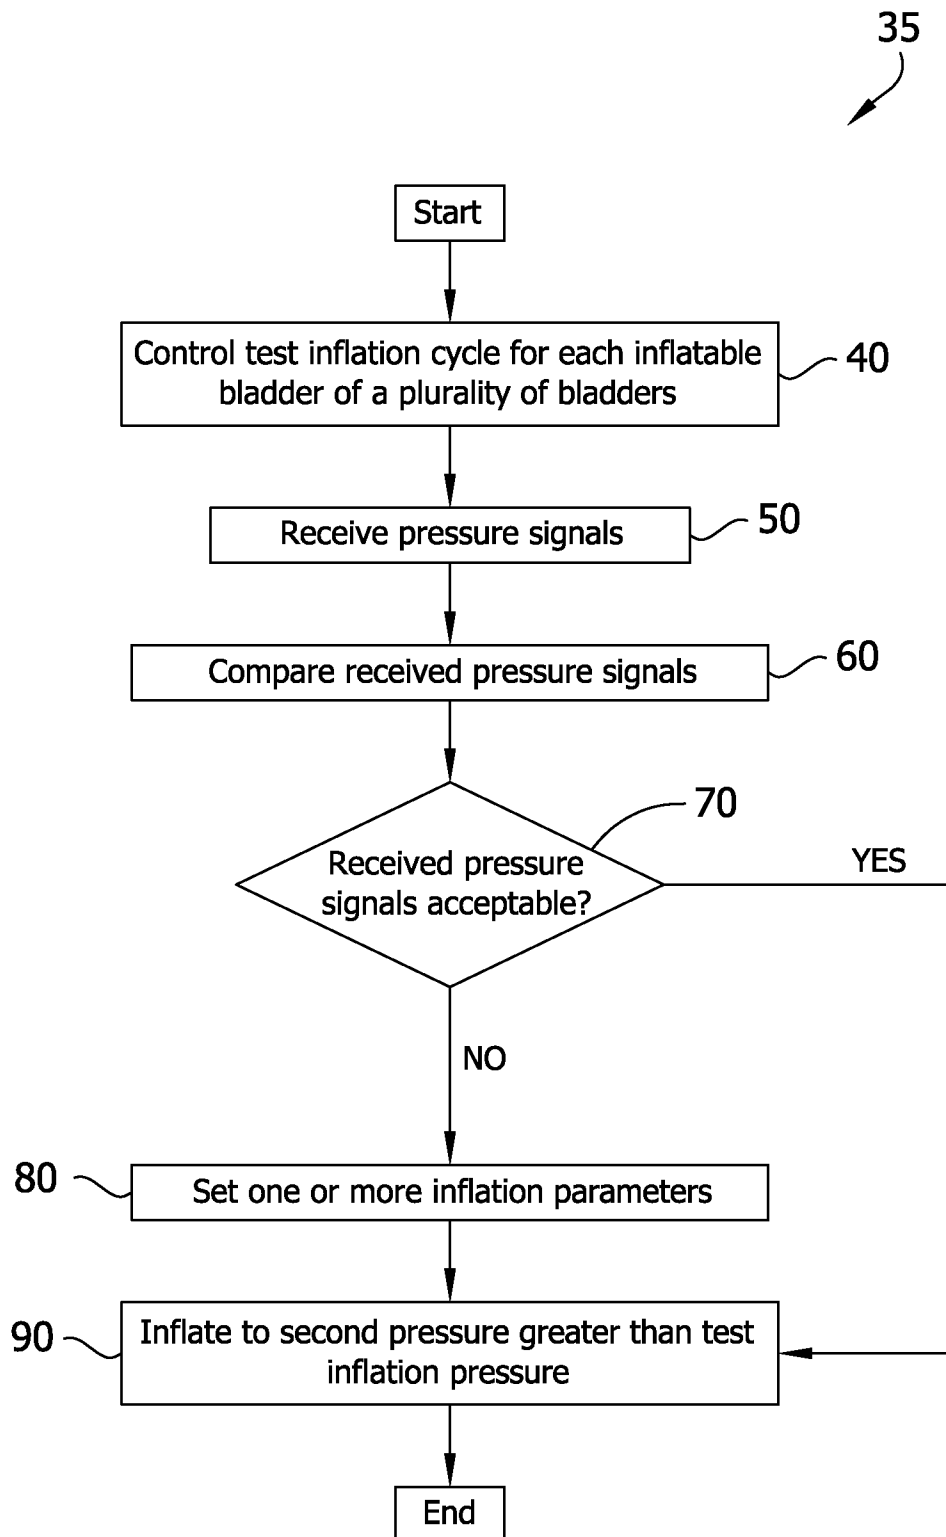 35
Start
Control test inflation cycle for each inflatable
bladder of a plurality of bladders
40
Receive pressure signals
50
Compare received pressure signals
60
70
Received pressure
signals acceptable?
YES
NO
80
Set one or more inflation parameters
90
Inflate to second pressure greater than test
inflation pressure
End